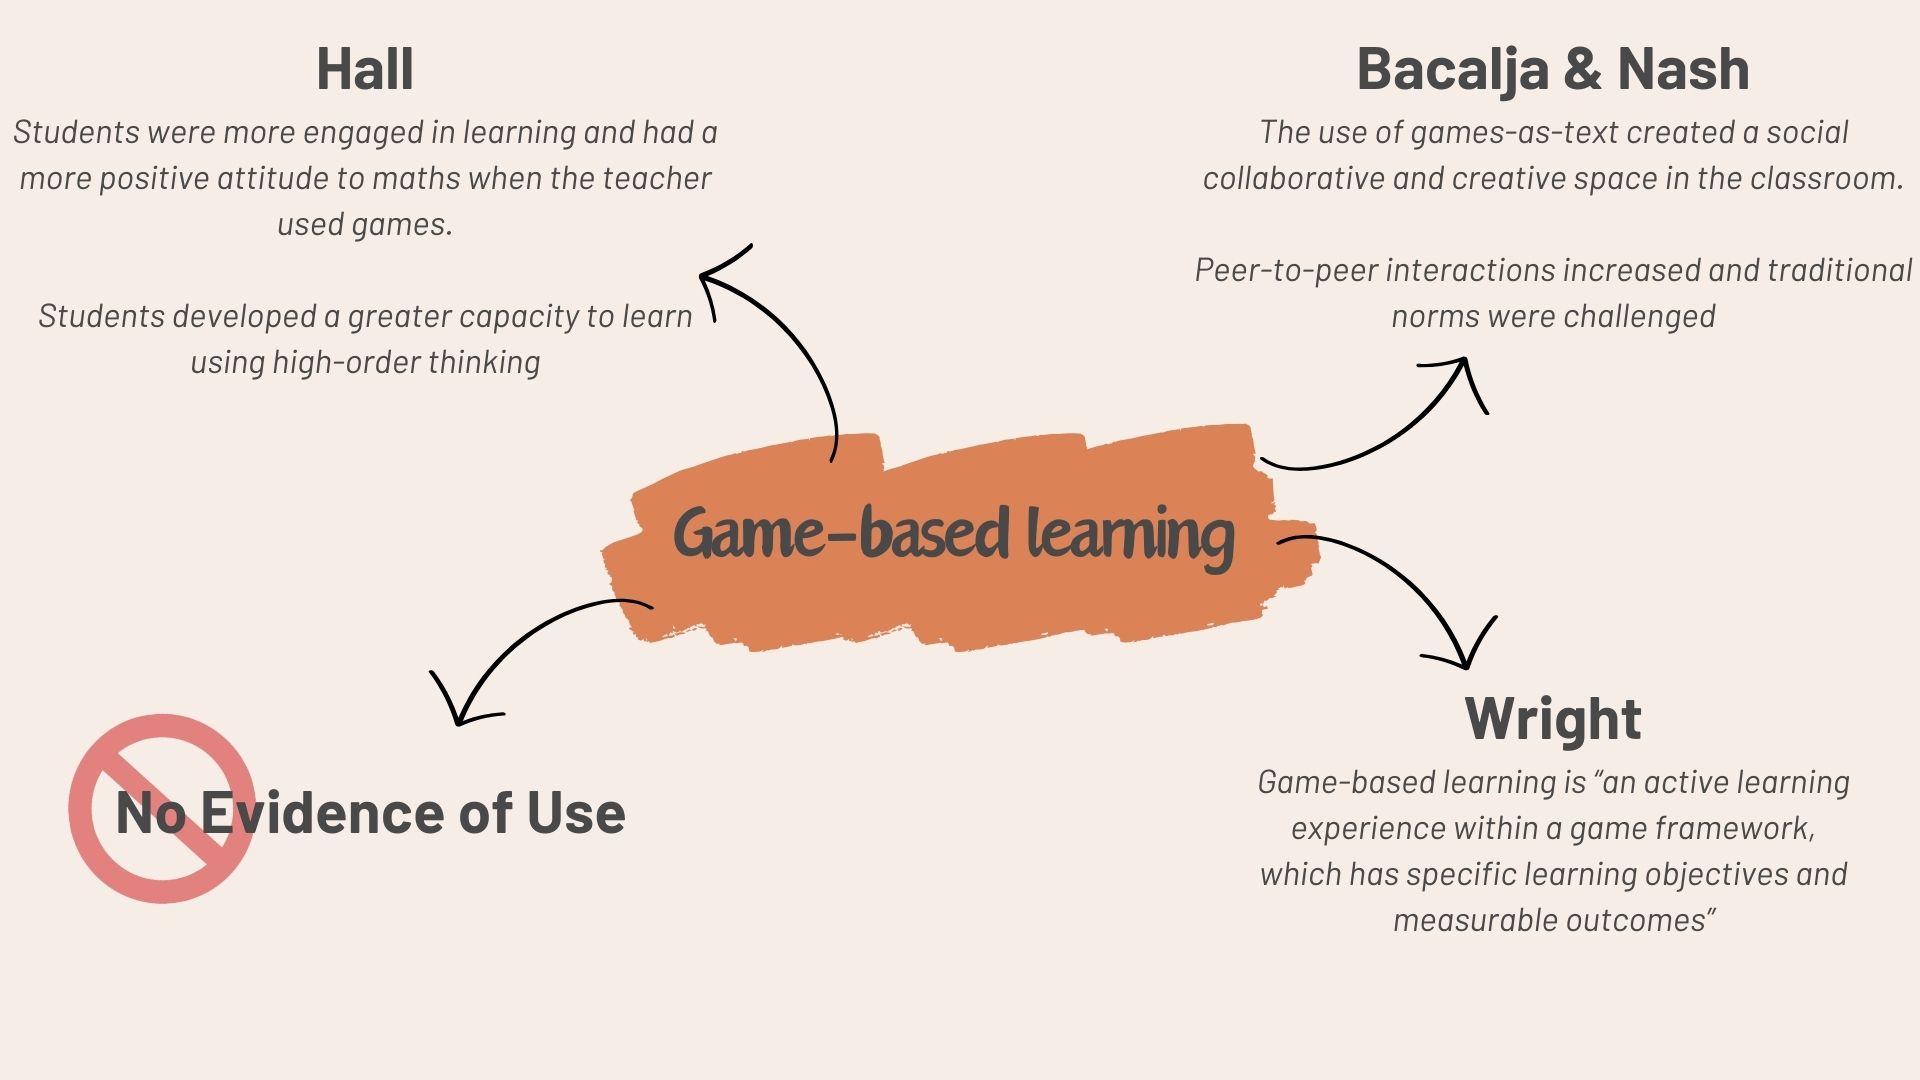 Hall
Students were more engaged in learning and had a
more positive attitude to maths when the teacher
used games.
Students developed a greater capacity to learn
using high-order thinking
Bacalja & Nash
The use of games-as-text created a social
collaborative and creative space in the classroom.
Peer-to-peer interactions increased and traditional
norms were challenged
Game-based learning
No Evidence of Use
Wright
Game-based learning is “an active learning
experience within a game framework,
which has specific learning objectives and
measurable outcomes”